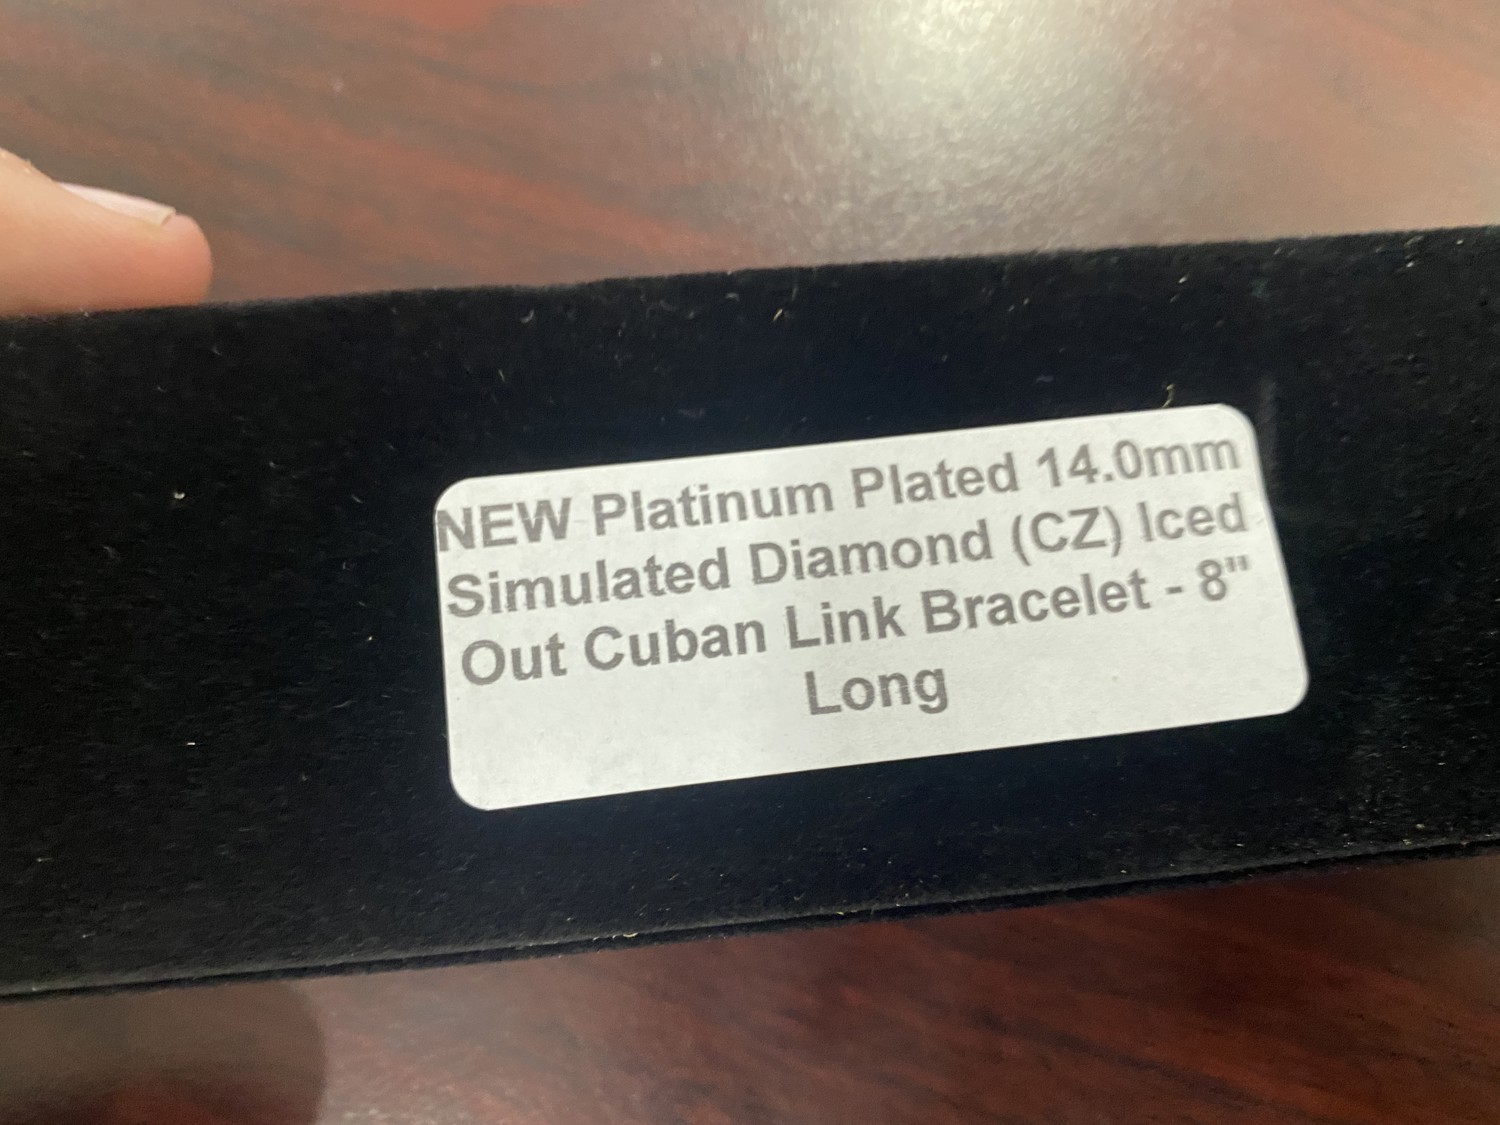 NEW Platinum Plated 14.0mm
Simulated Diamond (CZ) Iced
Out Cuban Link Bracelet - 8"
Long